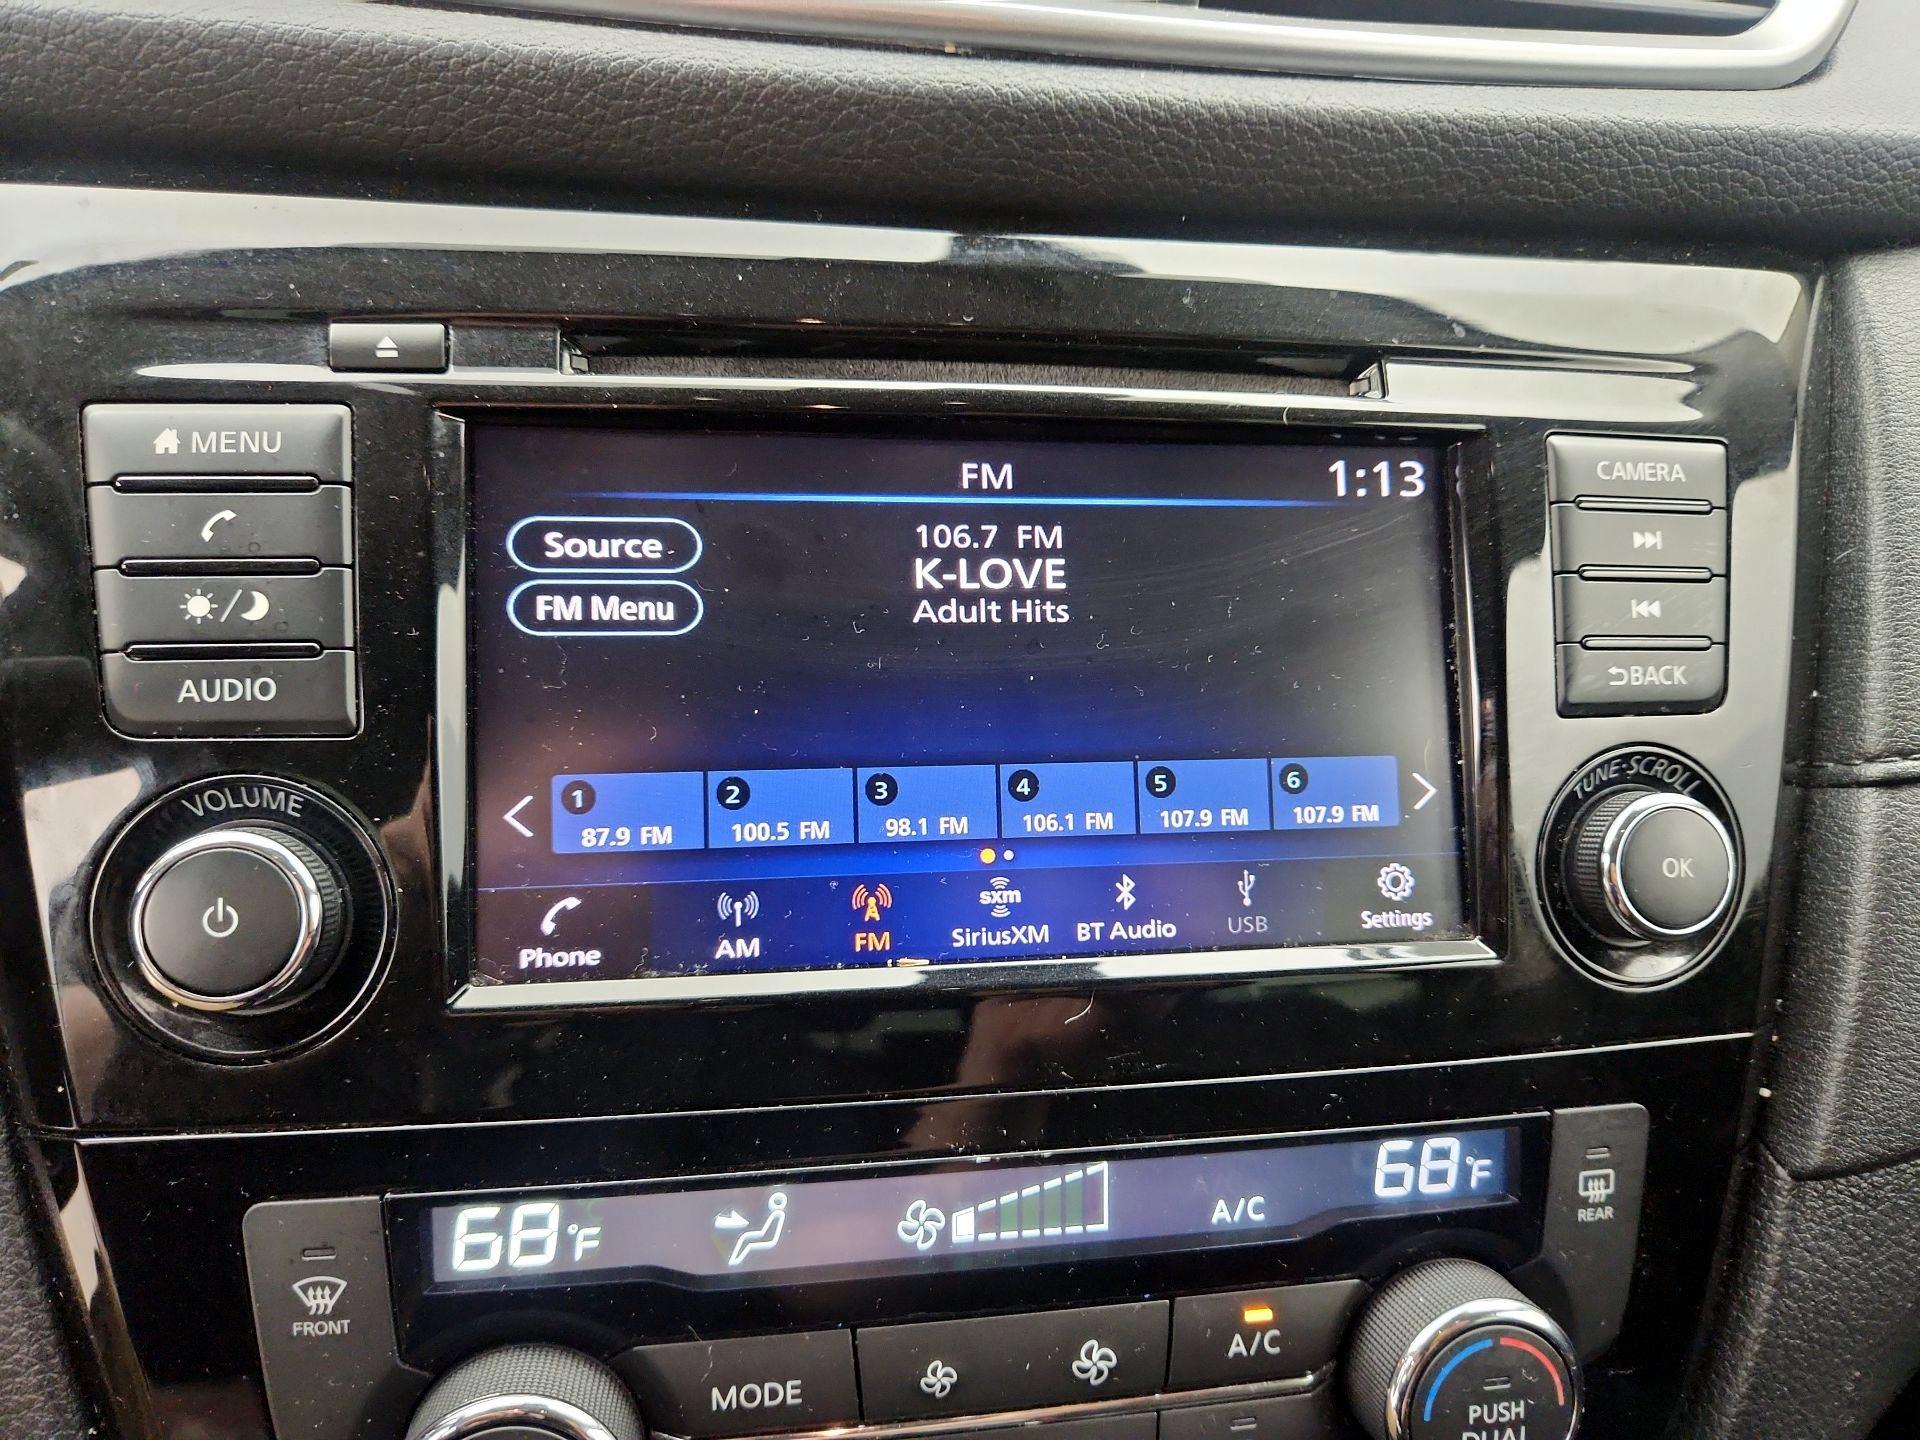 MENU
AUDIO
VOLUME
FM
1:13
Source
FM Menu
106.7 FM
K-LOVE
Adult Hits
1
87.9 FM
2
100.5 FM
3
98.1 FM
4
106.1 FM
5
107.9 FM
6
107.9 FM
Phone
AM
FM
sxm
SiriusXM
BT Audio
USB
Settings
CAMERA
BACK
TUNE·SCROLL
OK
68°F
A/C
68°F
FRONT
REAR
MODE
A/C
PUSH
DUAL